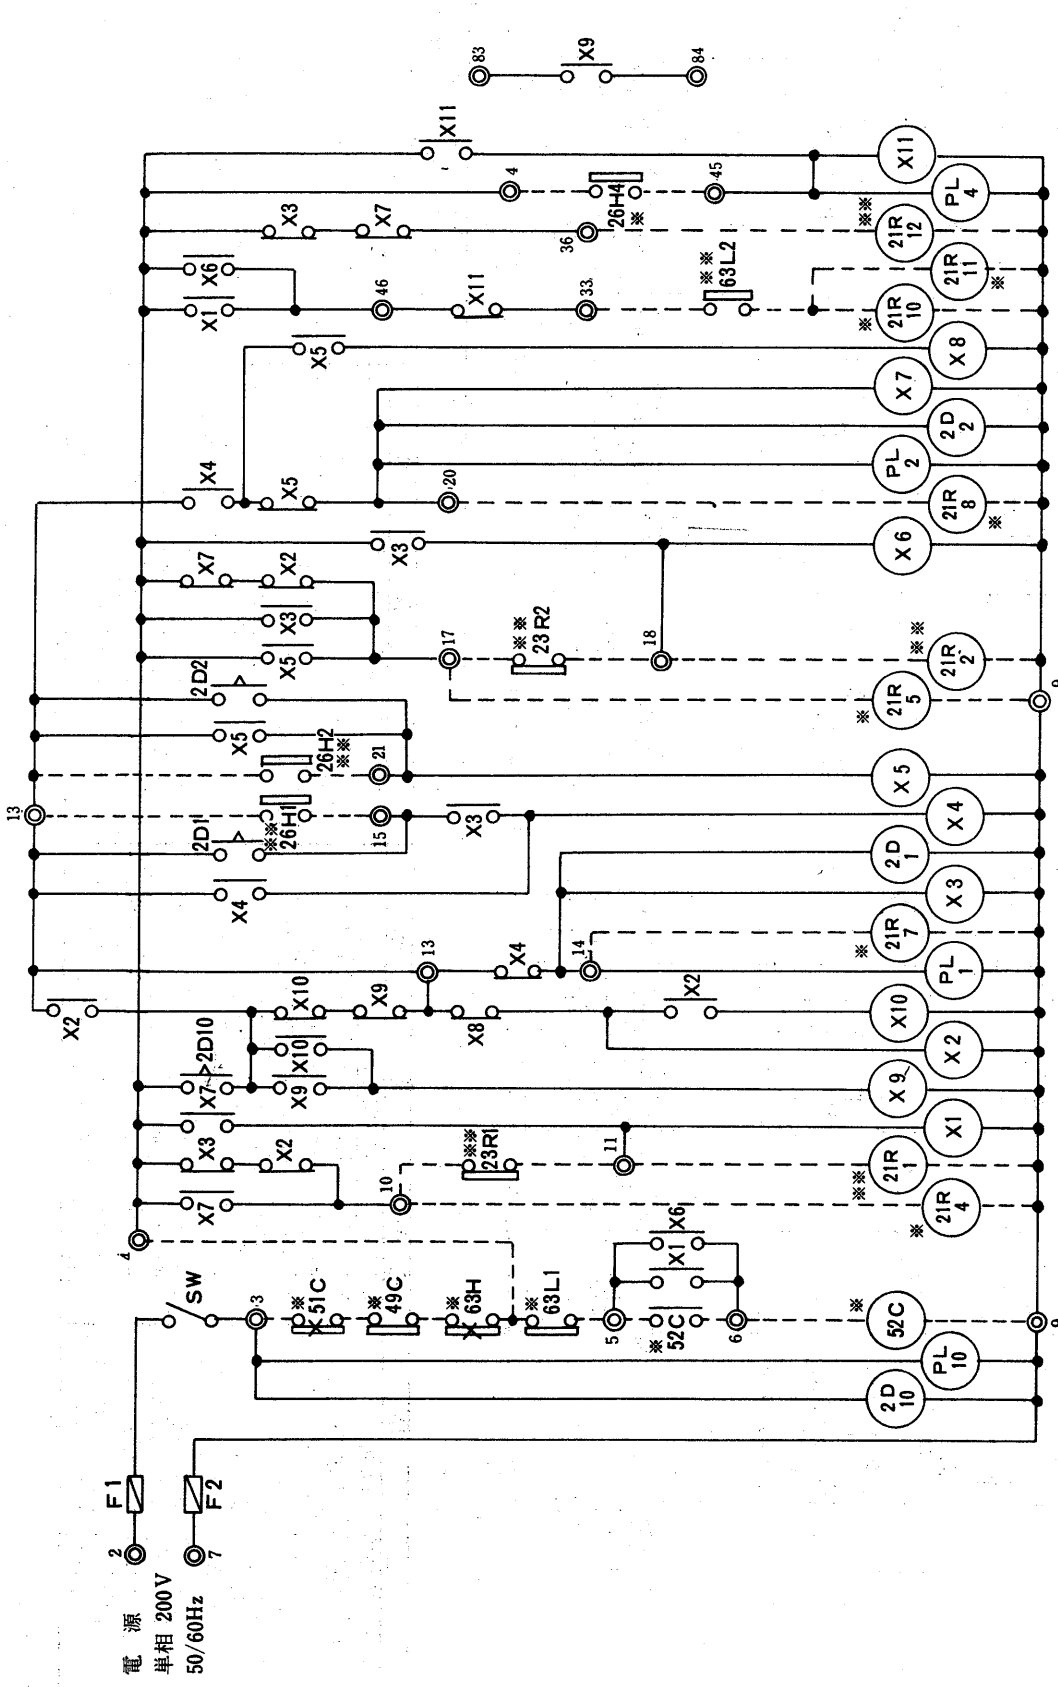 電源
単相 200V
50/60Hz
2
7
F1
F2
SW
3
※
51C
※
49C
※
63H
※
63L1
5
※
52C
X1
X6
6
※
52C
9
2D
10
PL
10
4
X7
X3
X2
10
※※
23R1
11
※
21R
4
※※
21R
1
X1
X7
2D10
X9
X10
X10
X9
X9
X2
13
X8
X2
X2
X10
13
X4
14
PL
1
※
21R
7
X3
2D
1
X4
2D1
※※
26H1
15
X3
X4
13
26H2
※※
21
X5
2D2
X5
X5
X3
X7
X2
17
※※
23R2
18
※
21R
5
※※
21R
2
9
X3
X6
X4
X5
20
※
21R
8
PL
2
2D
2
X7
X5
X8
X1
X6
46
X11
33
※※
63L2
※
21R
10
21R
11
※
X3
X7
36
※※
21R
12
4
26H4
※
45
PL
4
X11
X11
83
X9
84